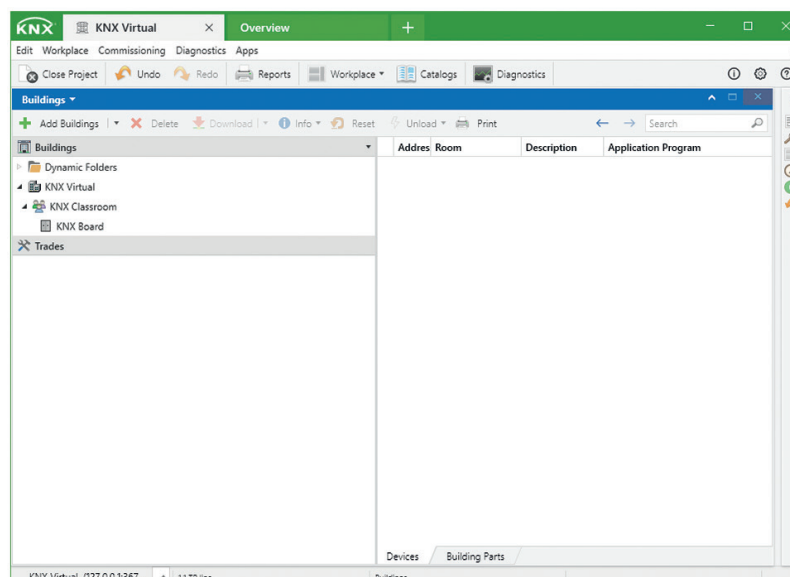 KNX KNX Virtual Overview
Edit Workplace Commissioning Diagnostics Apps
Close Project Undo Redo Reports Workplace Catalogs Diagnostics
Buildings
Add Buildings Delete Download Info Reset Unload Print Search
Buildings Addres Room Description Application Program
Dynamic Folders
KNX Virtual
KNX Classroom
KNX Board
Trades
Devices Building Parts